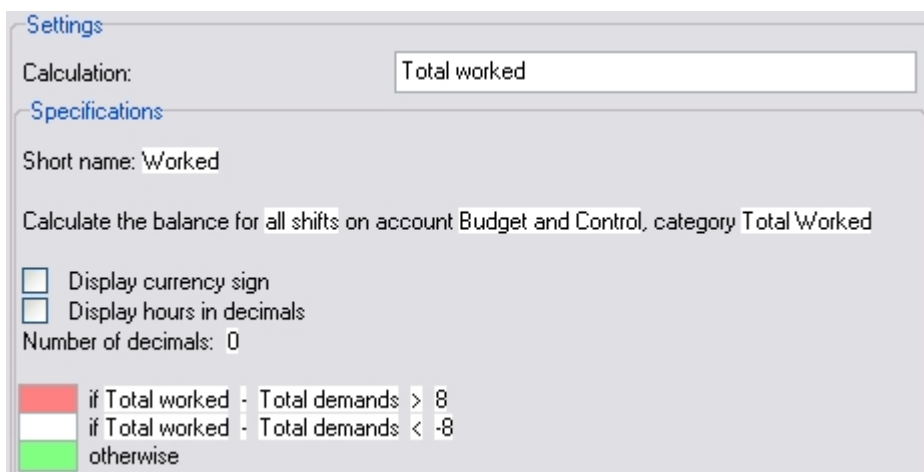 Settings
Calculation: Total worked
Specifications
Short name: Worked
Calculate the balance for all shifts on account Budget and Control, category Total Worked
Display currency sign
Display hours in decimals
Number of decimals: 0
if Total worked - Total demands > 8
if Total worked - Total demands < -8
otherwise